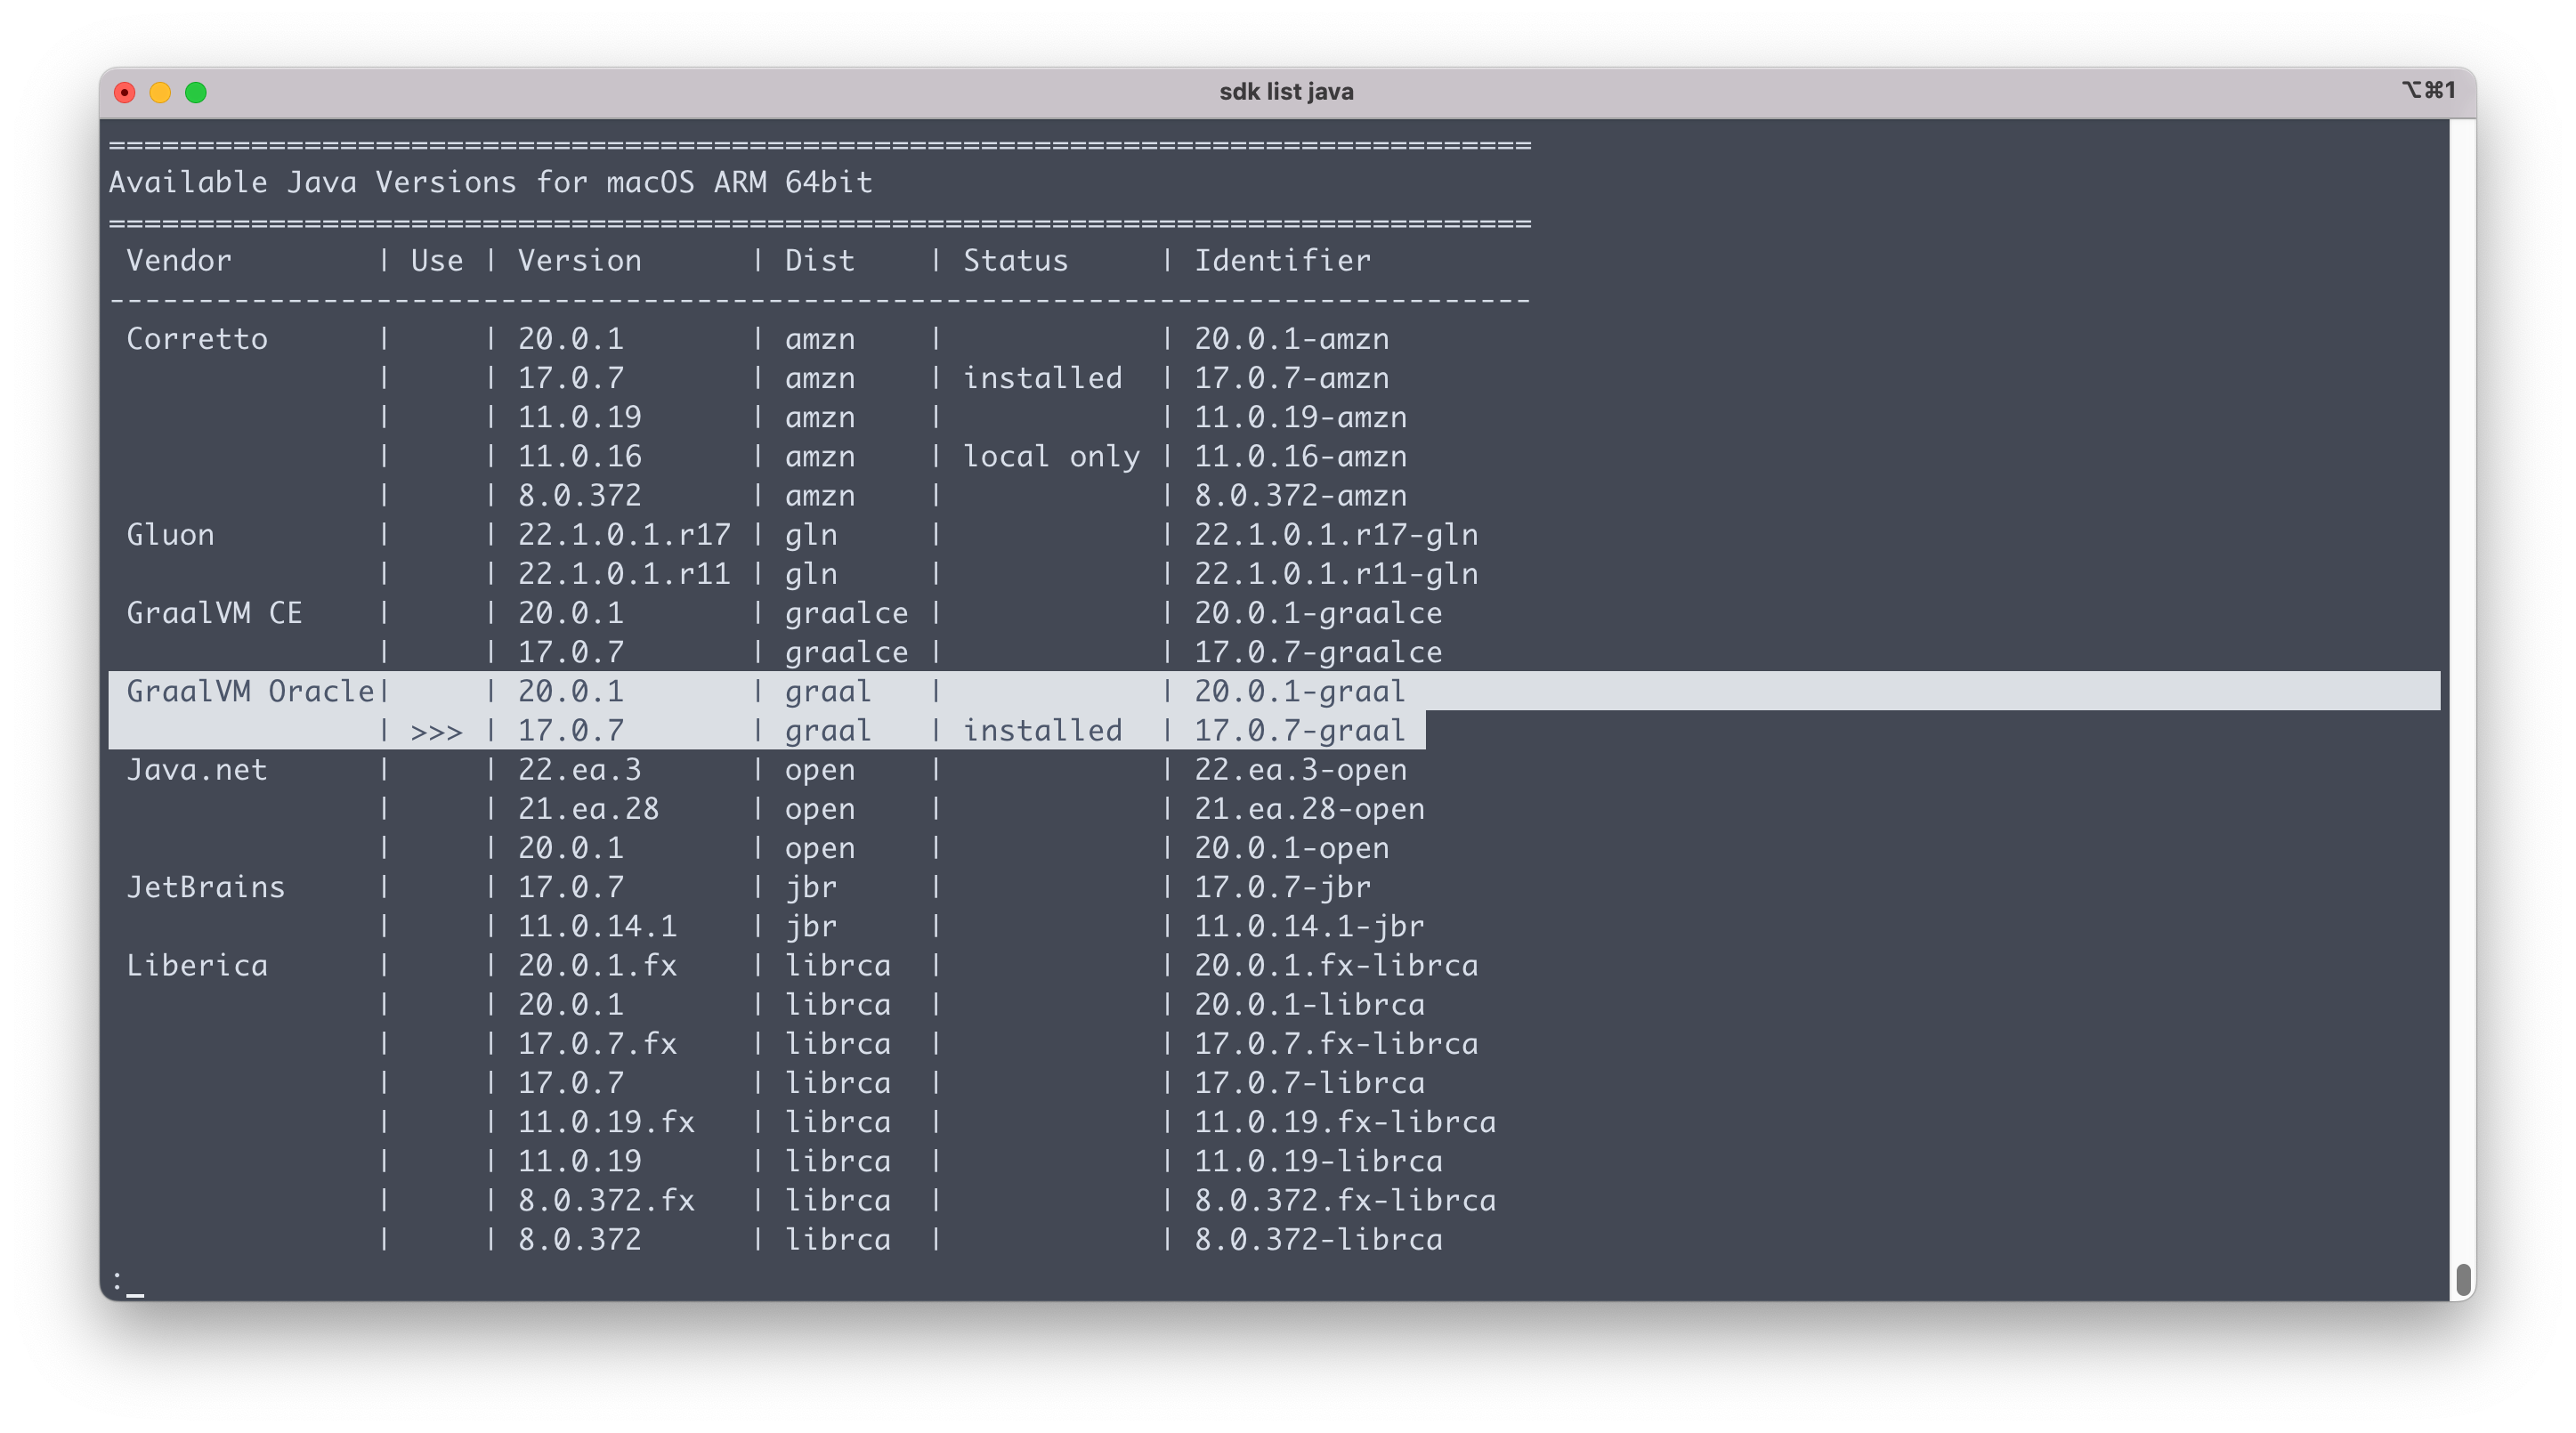 sdk list java ⌥⌘1
================================================================================
Available Java Versions for macOS ARM 64bit
================================================================================
 Vendor        | Use | Version      | Dist    | Status     | Identifier
--------------------------------------------------------------------------------
 Corretto      |     | 20.0.1       | amzn    |            | 20.0.1-amzn
               |     | 17.0.7       | amzn    | installed  | 17.0.7-amzn
               |     | 11.0.19      | amzn    |            | 11.0.19-amzn
               |     | 11.0.16      | amzn    | local only | 11.0.16-amzn
               |     | 8.0.372      | amzn    |            | 8.0.372-amzn
 Gluon         |     | 22.1.0.1.r17 | gln     |            | 22.1.0.1.r17-gln
               |     | 22.1.0.1.r11 | gln     |            | 22.1.0.1.r11-gln
 GraalVM CE    |     | 20.0.1       | graalce |            | 20.0.1-graalce
               |     | 17.0.7       | graalce |            | 17.0.7-graalce
 GraalVM Oracle|     | 20.0.1       | graal   |            | 20.0.1-graal
               | >>> | 17.0.7       | graal   | installed  | 17.0.7-graal
 Java.net      |     | 22.ea.3      | open    |            | 22.ea.3-open
               |     | 21.ea.28     | open    |            | 21.ea.28-open
               |     | 20.0.1       | open    |            | 20.0.1-open
 JetBrains     |     | 17.0.7       | jbr     |            | 17.0.7-jbr
               |     | 11.0.14.1    | jbr     |            | 11.0.14.1-jbr
 Liberica      |     | 20.0.1.fx    | librca  |            | 20.0.1.fx-librca
               |     | 20.0.1       | librca  |            | 20.0.1-librca
               |     | 17.0.7.fx    | librca  |            | 17.0.7.fx-librca
               |     | 17.0.7       | librca  |            | 17.0.7-librca
               |     | 11.0.19.fx   | librca  |            | 11.0.19.fx-librca
               |     | 11.0.19      | librca  |            | 11.0.19-librca
               |     | 8.0.372.fx   | librca  |            | 8.0.372.fx-librca
               |     | 8.0.372      | librca  |            | 8.0.372-librca
: